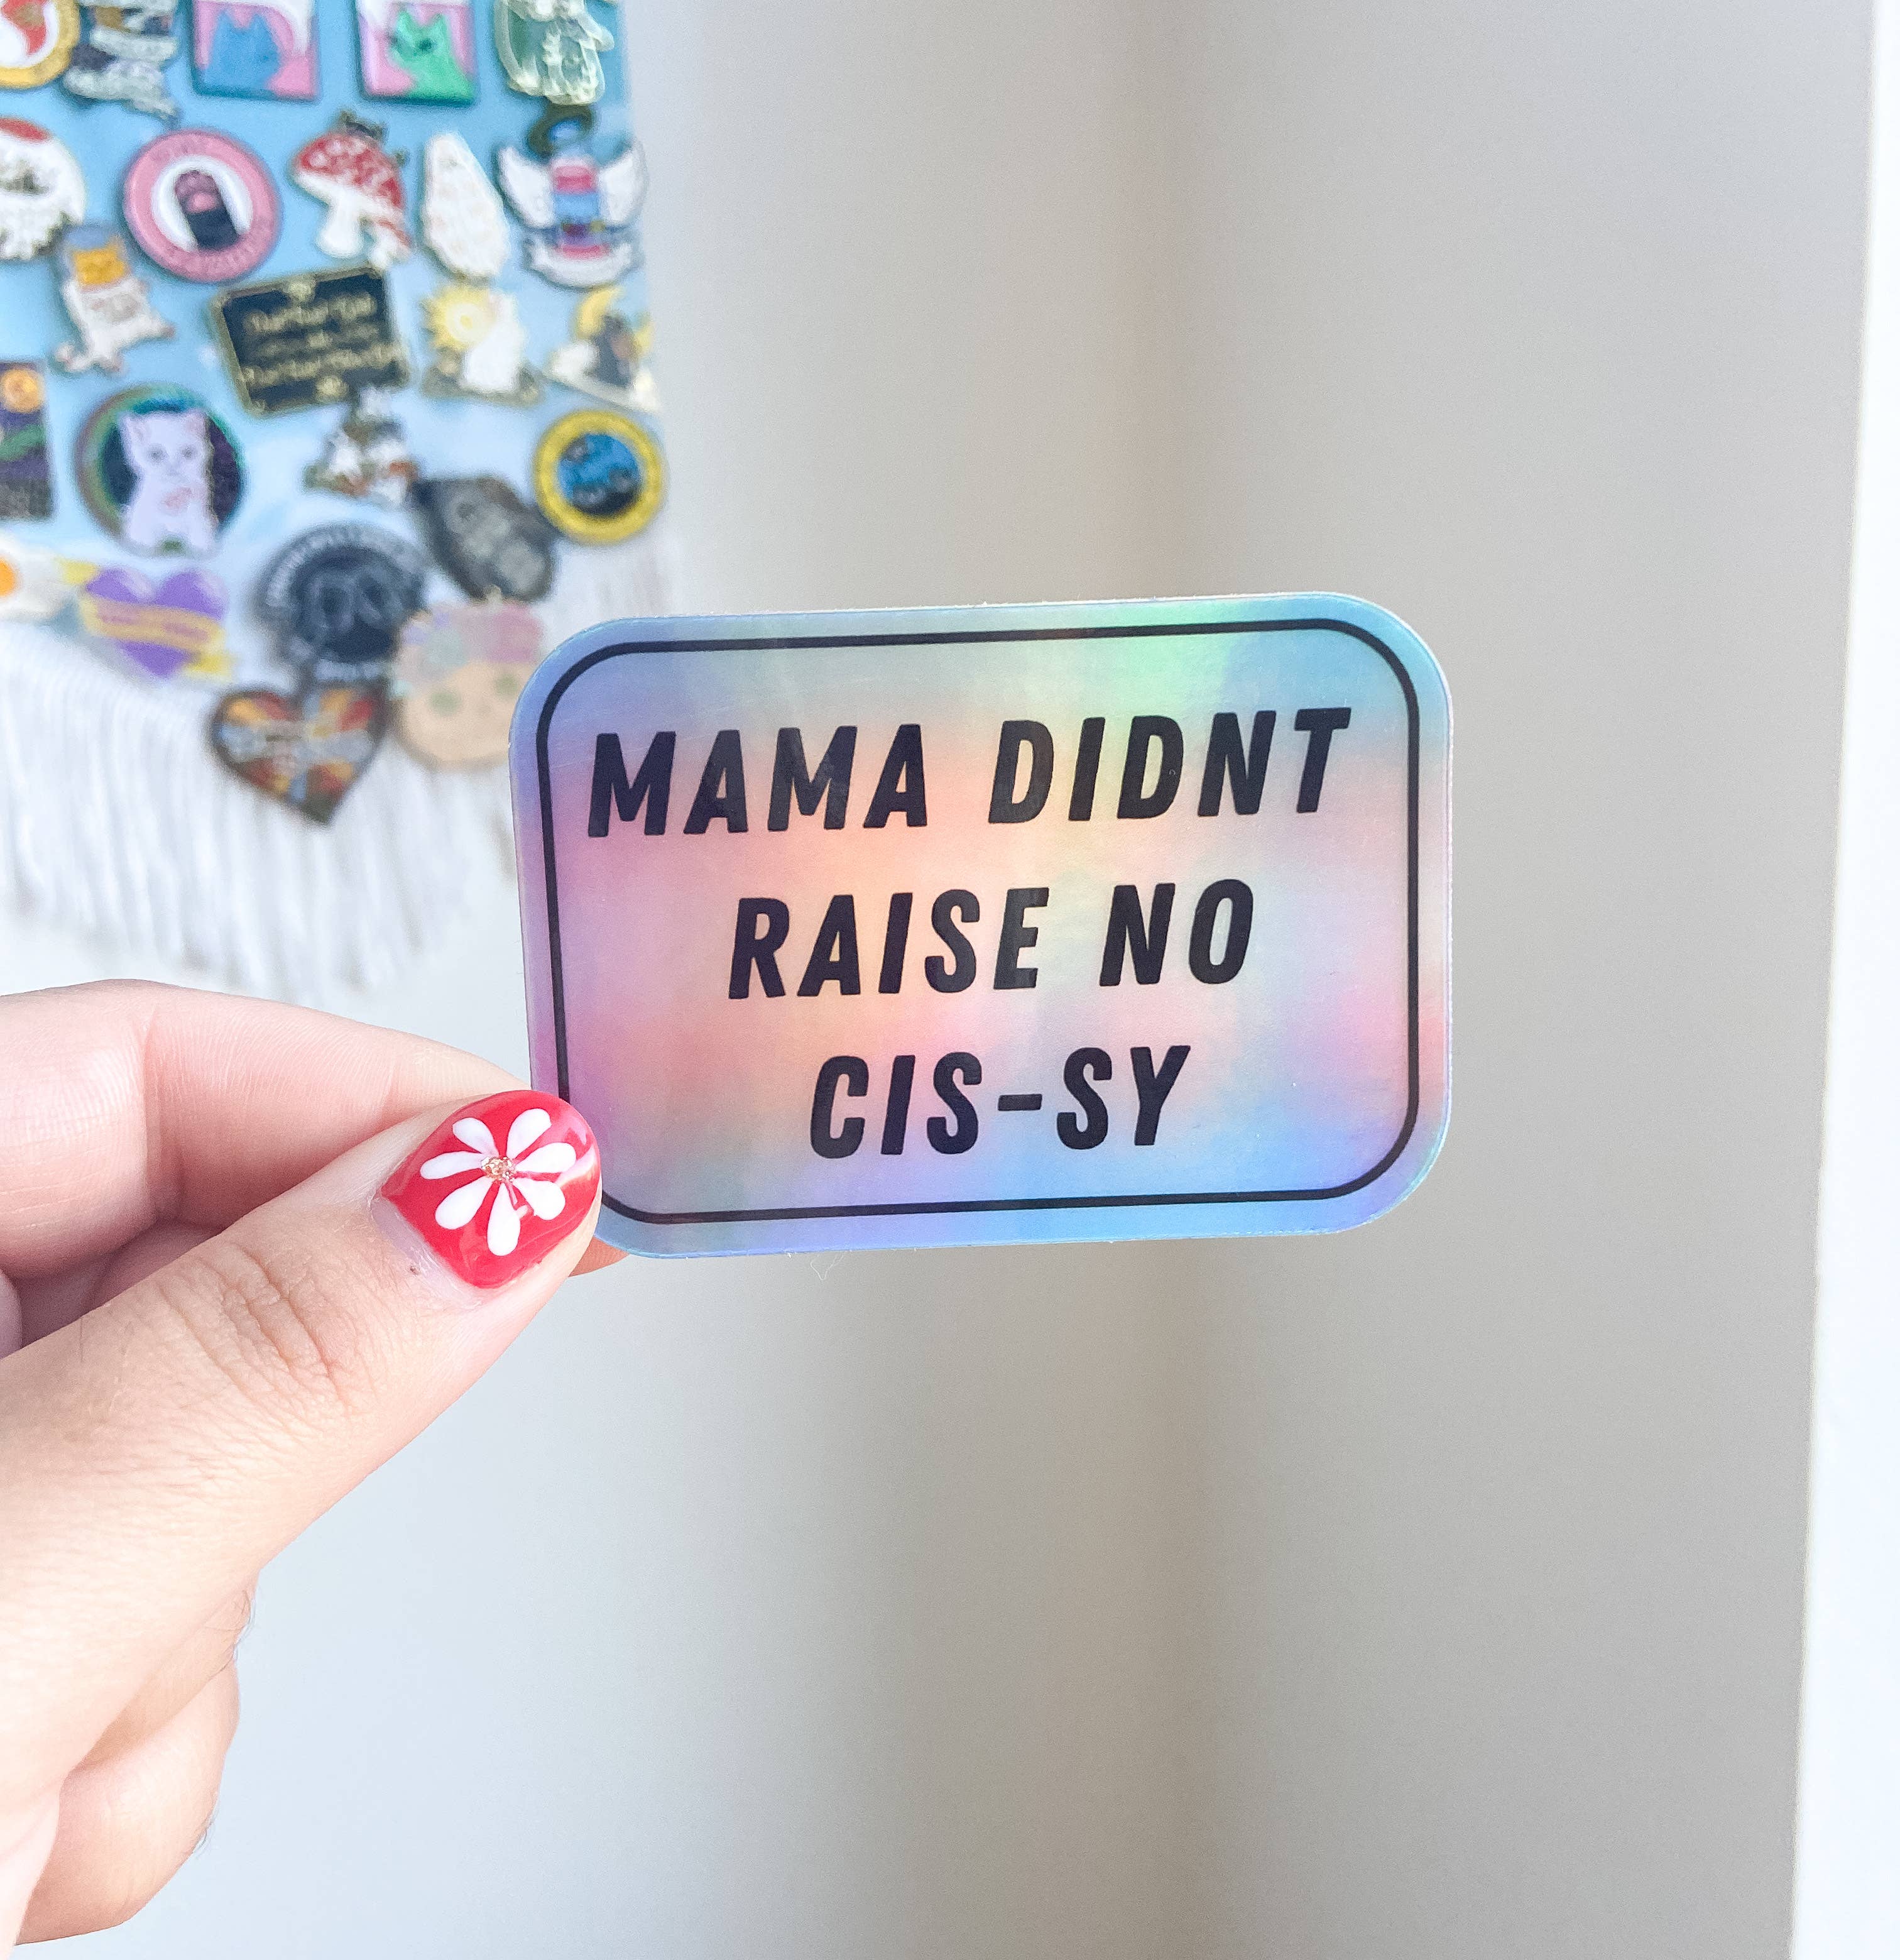 MAMA DIDNT
RAISE NO
CIS-SY